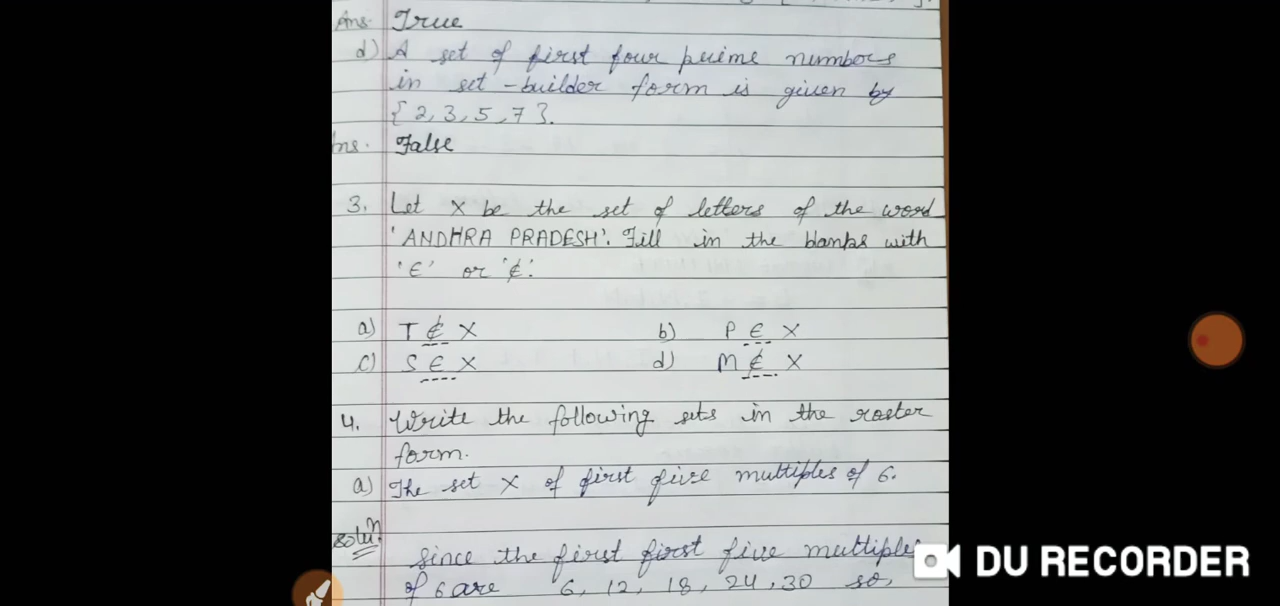 Ans. True
d) A set of first four prime numbers
in set-builder form is given by
{2,3,5,7}.
Ans. False
3. Let X be the set of letters of the word
'ANDHRA PRADESH'. Fill in the blanks with
'∈' or '∉'.
a) T ∉ X b) P ∈ X
c) S ∈ X d) M ∉ X
4. Write the following sets in the roster
form.
a) The set X of first five multiples of 6.
Soluⁿ.
Since the first first five multiples
of 6 are 6, 12, 18, 24, 30 so,
DU RECORDER